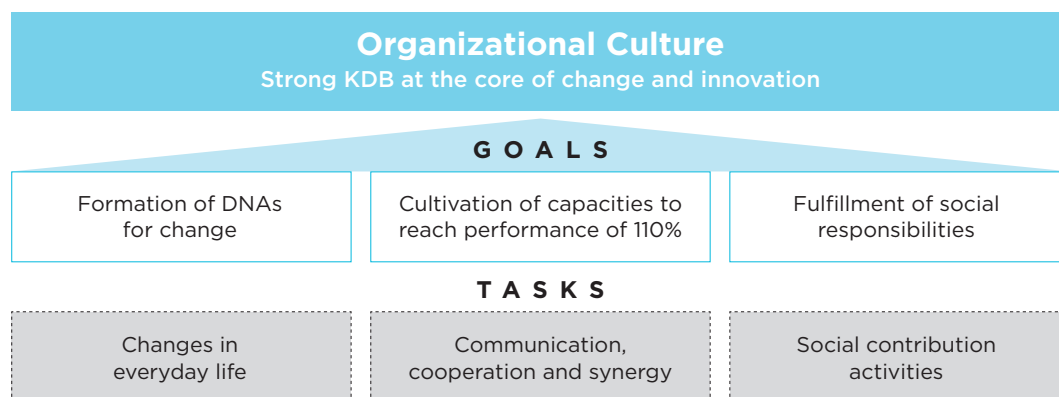 Organizational Culture
Strong KDB at the core of change and innovation
GOALS
Formation of DNAs
for change
Cultivation of capacities to
reach performance of 110%
Fulfillment of social
responsibilities
TASKS
Changes in
everyday life
Communication,
cooperation and synergy
Social contribution
activities